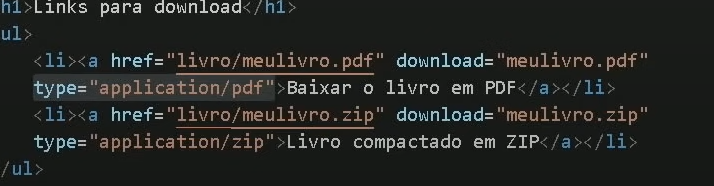 h1>Links para download</h1>
ul>
<li><a href="livro/meulivro.pdf" download="meulivro.pdf"
type="application/pdf">Baixar o livro em PDF</a></li>
<li><a href="livro/meulivro.zip" download="meulivro.zip"
type="application/zip">Livro compactado em ZIP</a></li>
/ul>